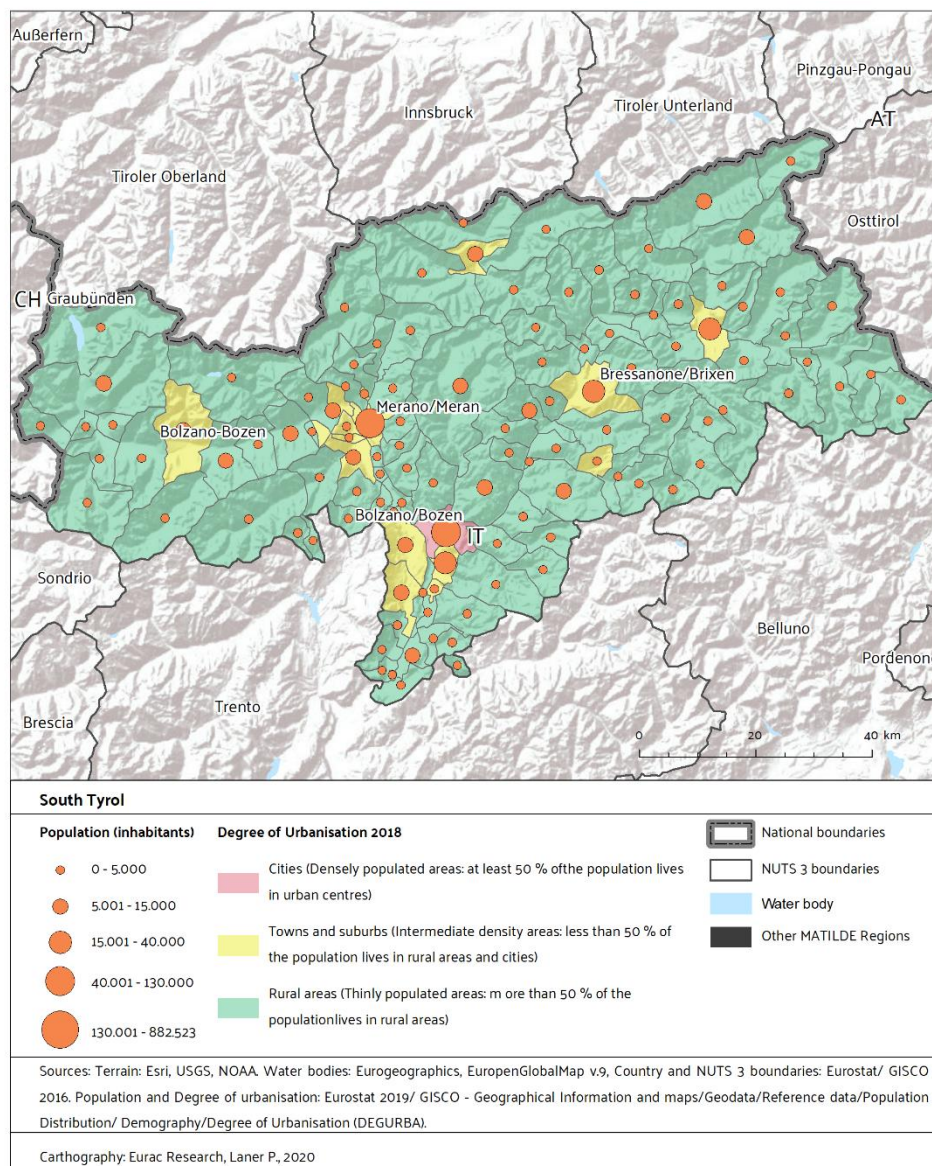 Außerfern
Pinzgau-Pongau
Innsbruck
Tiroler Unterland
AT
Tiroler Oberland
Osttirol
CH
Graubünden
Bressanone/Brixen
Merano/Meran
Bolzano-Bozen
Bolzano/Bozen
IT
Sondrio
Belluno
Pordenon
Trento
Brescia
0 20 40 km
South Tyrol
Population (inhabitants)
0 - 5.000
5.001 - 15.000
15.001 - 40.000
40.001 - 130.000
130.001 - 882.523
Degree of Urbanisation 2018
Cities (Densely populated areas: at least 50 % ofthe population lives
in urban centres)
Towns and suburbs (Intermediate density areas: less than 50 % of
the population lives in rural areas and cities)
Rural areas (Thinly populated areas: m ore than 50 % of the
populationlives in rural areas)
National boundaries
NUTS 3 boundaries
Water body
Other MATILDE Regions
Sources: Terrain: Esri, USGS, NOAA. Water bodies: Eurogeographics, EuropenGlobalMap v.9, Country and NUTS 3 boundaries: Eurostat/ GISCO
2016. Population and Degree of urbanisation: Eurostat 2019/ GISCO - Geographical Information and maps/Geodata/Reference data/Population
Distribution/ Demography/Degree of Urbanisation (DEGURBA).
Carthography: Eurac Research, Laner P., 2020